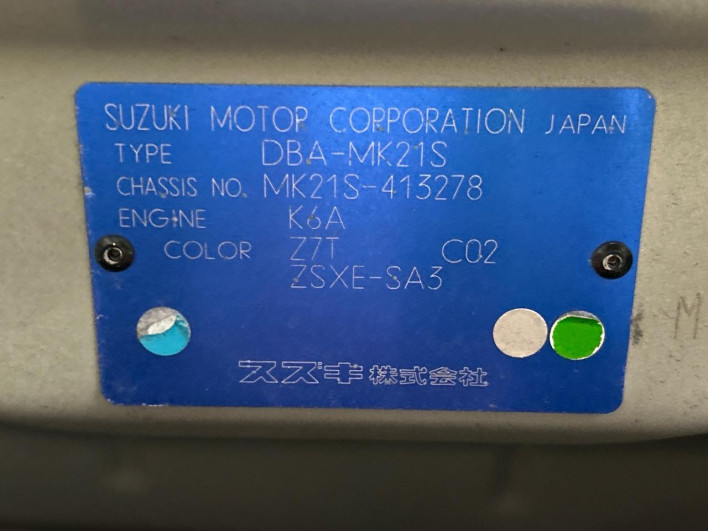 SUZUKI MOTOR CORPORATION JAPAN
TYPE DBA-MK21S
CHASSIS NO. MK21S-413278
ENGINE K6A
COLOR Z7T C02
ZSXE-SA3
スズキ株式会社
M